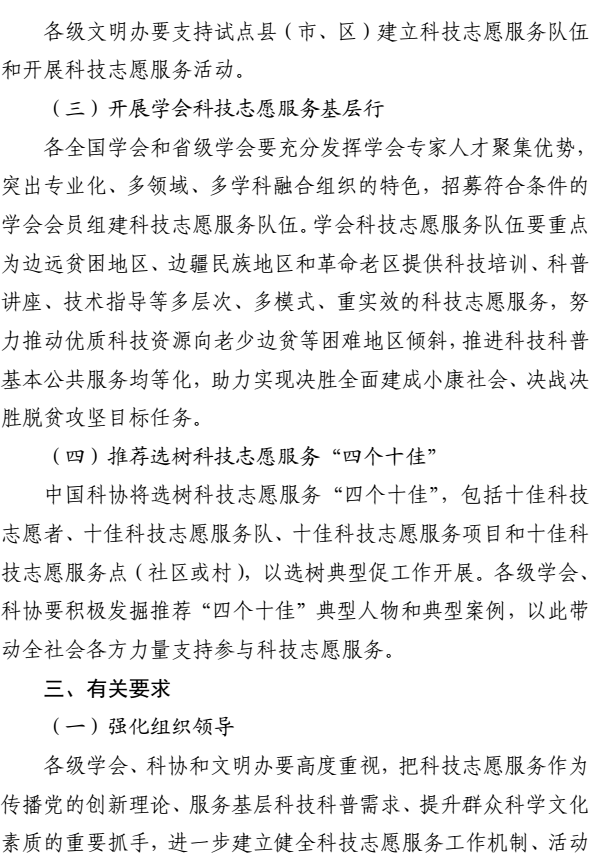 各级文明办要支持试点县（市、区）建立科技志愿服务队伍
和开展科技志愿服务活动。
（三）开展学会科技志愿服务基层行
各全国学会和省级学会要充分发挥学会专家人才聚集优势，
突出专业化、多领域、多学科融合组织的特色，招募符合条件的
学会会员组建科技志愿服务队伍。学会科技志愿服务队伍要重点
为边远贫困地区、边疆民族地区和革命老区提供科技培训、科普
讲座、技术指导等多层次、多模式、重实效的科技志愿服务，努
力推动优质科技资源向老少边贫等困难地区倾斜，推进科技科普
基本公共服务均等化，助力实现决胜全面建成小康社会、决战决
胜脱贫攻坚目标任务。
（四）推荐选树科技志愿服务“四个十佳”
中国科协将选树科技志愿服务“四个十佳”，包括十佳科技
志愿者、十佳科技志愿服务队、十佳科技志愿服务项目和十佳科
技志愿服务点（社区或村），以选树典型促工作开展。各级学会、
科协要积极发掘推荐“四个十佳”典型人物和典型案例，以此带
动全社会各方力量支持参与科技志愿服务。
三、有关要求
（一）强化组织领导
各级学会、科协和文明办要高度重视，把科技志愿服务作为
传播党的创新理论、服务基层科技科普需求、提升群众科学文化
素质的重要抓手，进一步建立健全科技志愿服务工作机制、活动